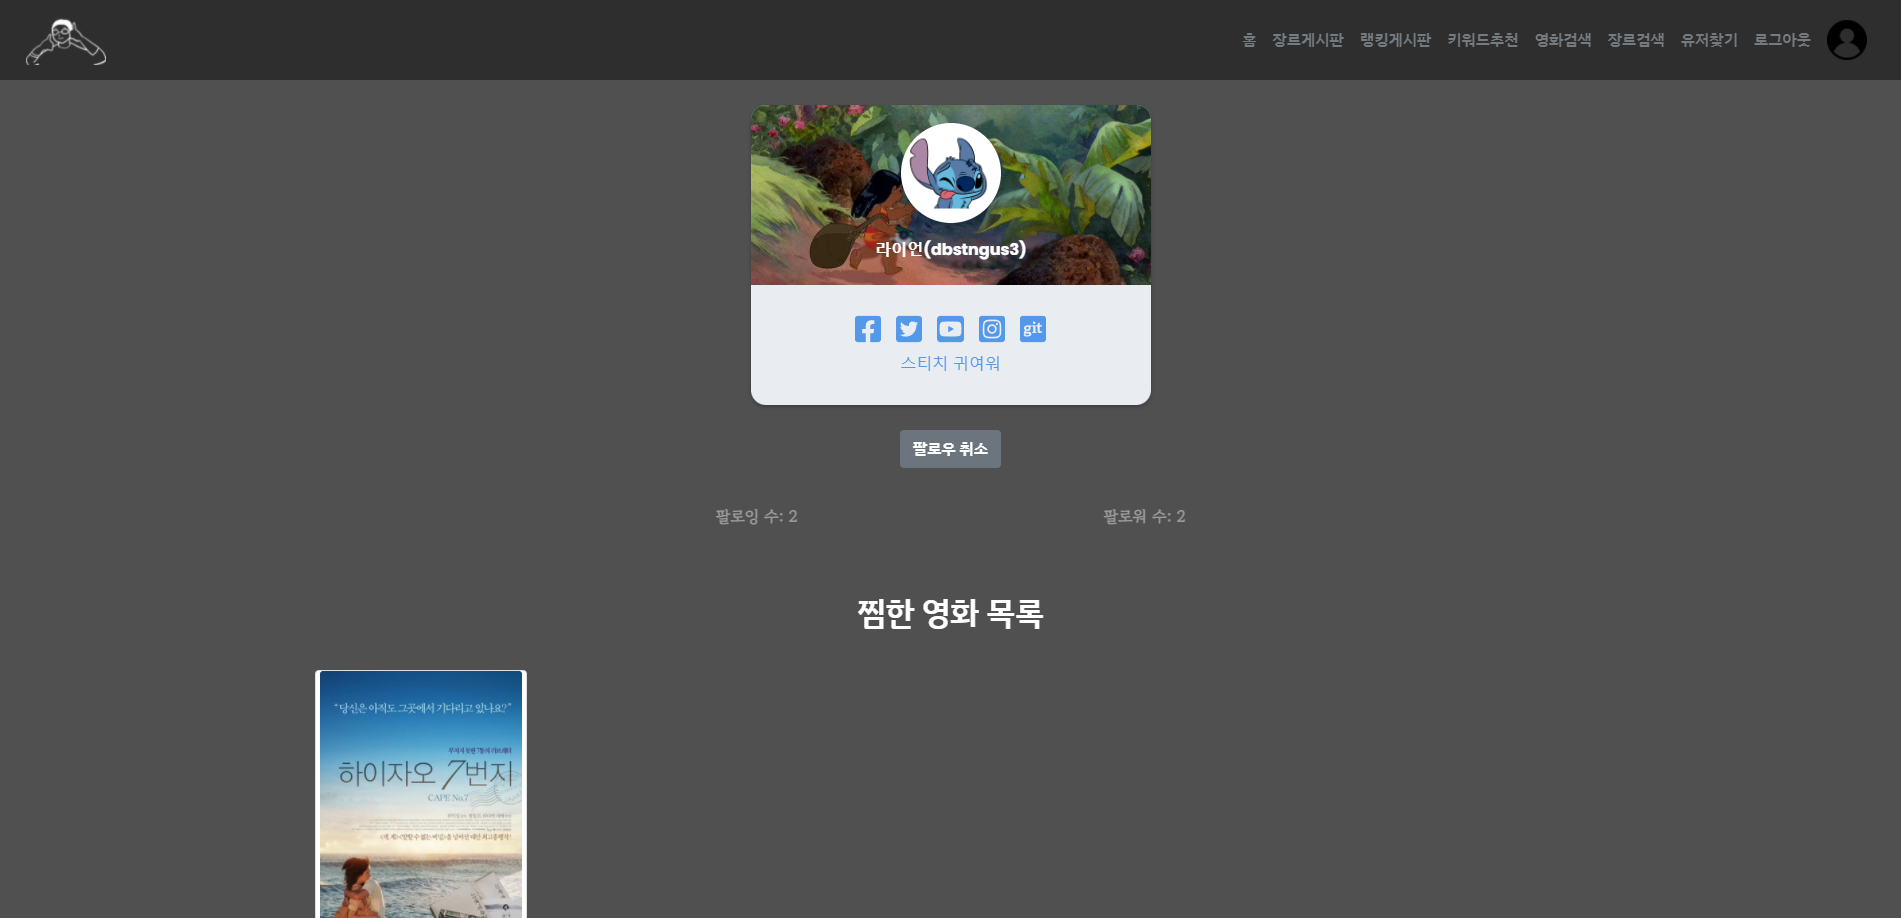 홈 장르게시판 랭킹게시판 키워드추천 영화검색 장르검색 유저찾기 로그아웃
라이언(dbstngus3)
git
스티치 귀여워
팔로우 취소
팔로잉 수: 2 팔로워 수: 2
찜한 영화 목록
“당신은 아직도 그곳에서 기다리고 있나요?”
하이자오 7번지
CAPE No.7